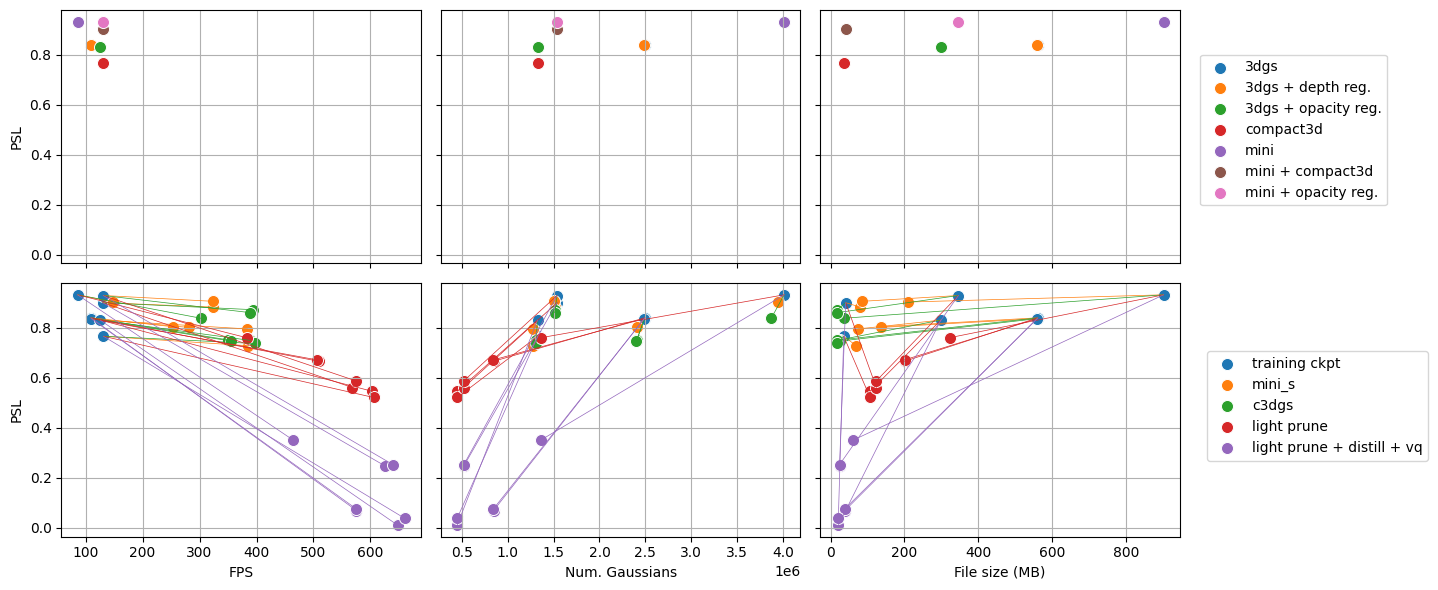 PSL
0.8
0.6
0.4
0.2
0.0
3dgs
3dgs + depth reg.
3dgs + opacity reg.
compact3d
mini
mini + compact3d
mini + opacity reg.
PSL
0.8
0.6
0.4
0.2
0.0
100 200 300 400 500 600
FPS
0.5 1.0 1.5 2.0 2.5 3.0 3.5 4.0
1e6
Num. Gaussians
0 200 400 600 800
File size (MB)
training ckpt
mini_s
c3dgs
light prune
light prune + distill + vq